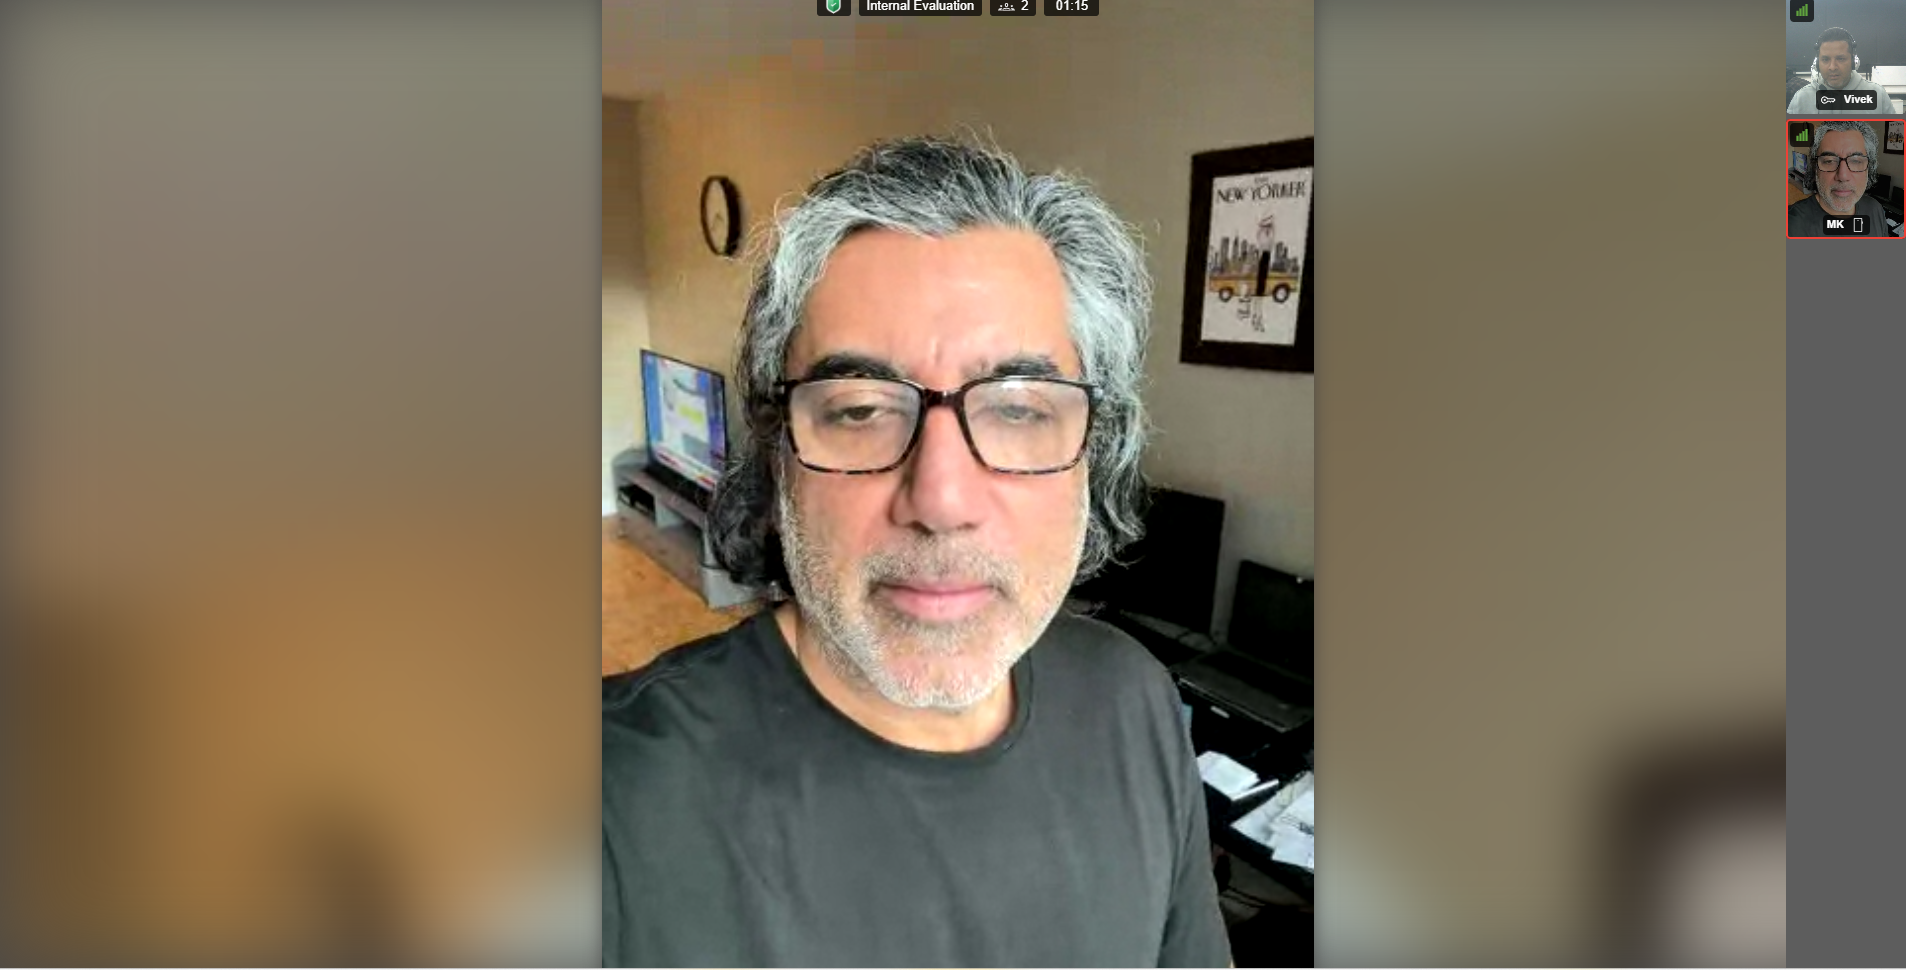 Internal Evaluation
2
01:15
NEW YORKER
Vivek
MK